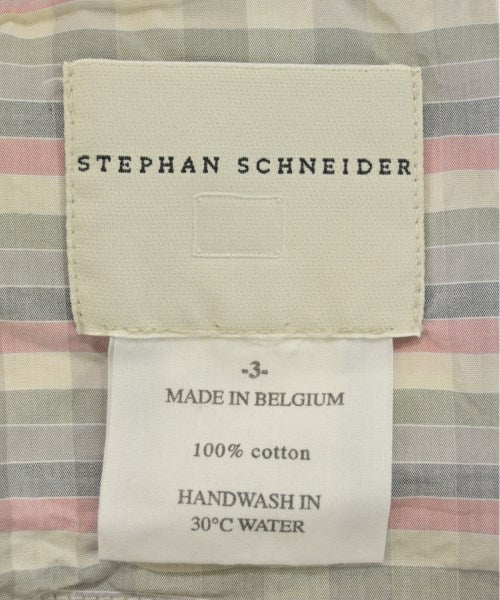 STEPHAN SCHNEIDER
-3-
MADE IN BELGIUM
100% cotton
HANDWASH IN
30°C WATER